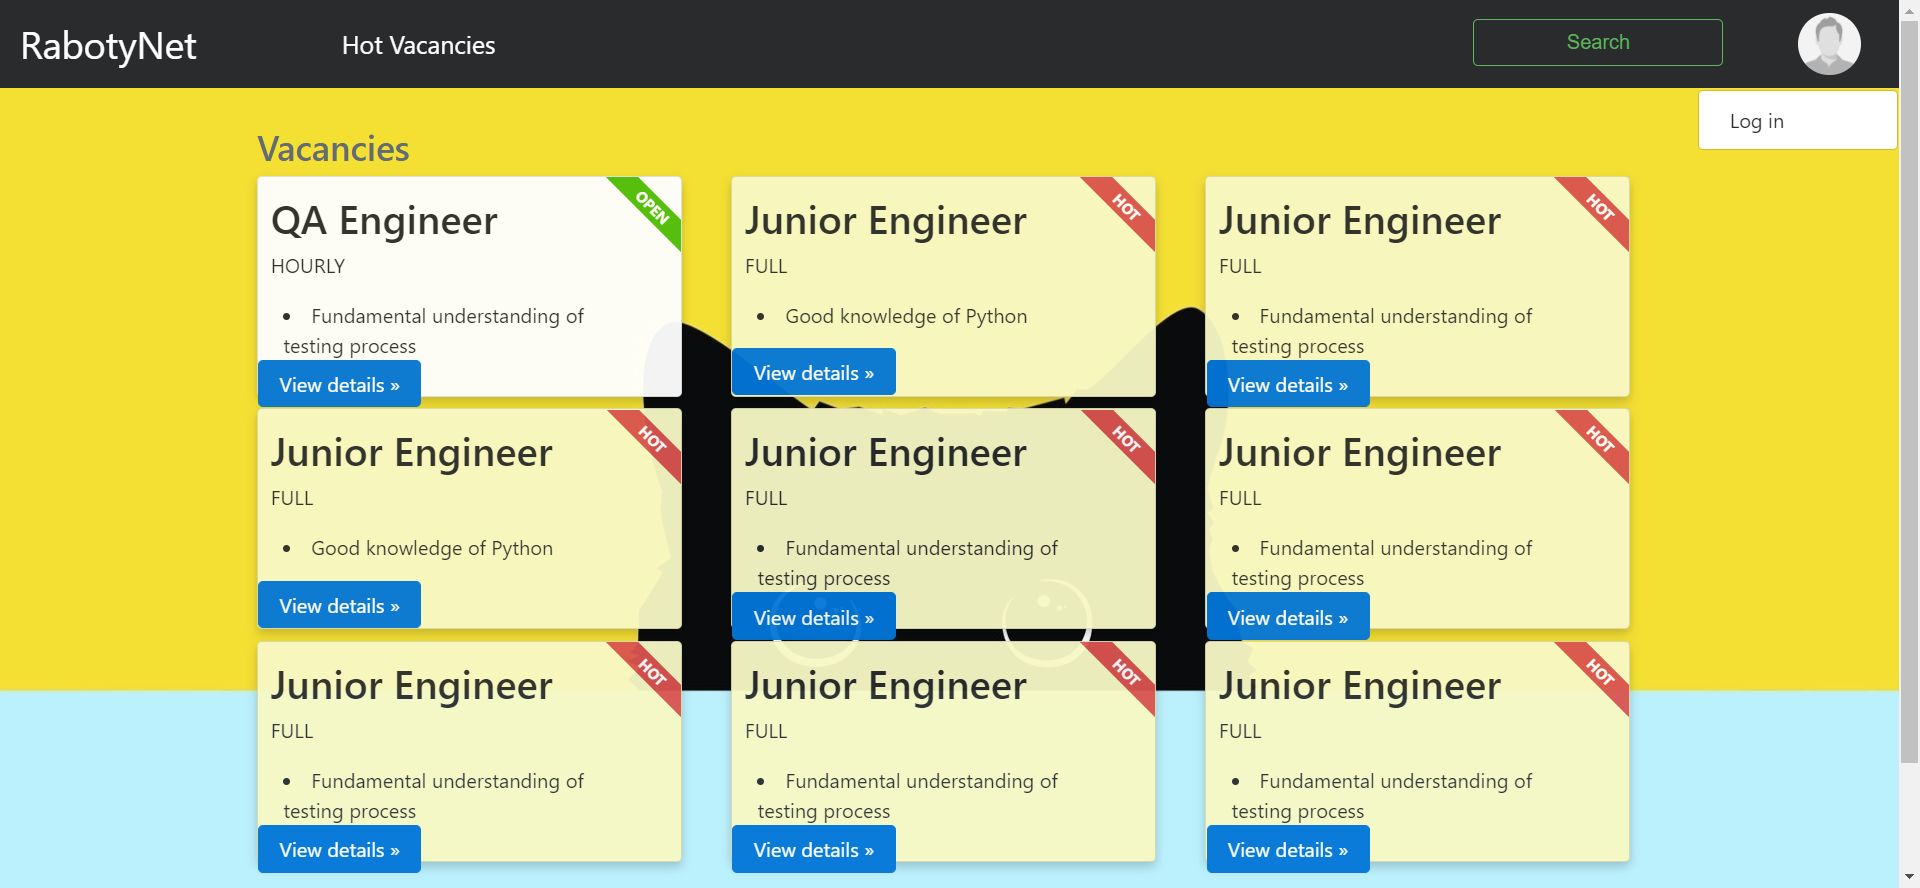 RabotyNet
Hot Vacancies
Search
Log in
Vacancies
QA Engineer
OPEN
HOURLY
• Fundamental understanding of
testing process
View details »
Junior Engineer
HOT
FULL
• Good knowledge of Python
View details »
Junior Engineer
HOT
FULL
• Fundamental understanding of
testing process
View details »
Junior Engineer
HOT
FULL
• Good knowledge of Python
View details »
Junior Engineer
HOT
FULL
• Fundamental understanding of
testing process
View details »
Junior Engineer
HOT
FULL
• Fundamental understanding of
testing process
View details »
Junior Engineer
HOT
FULL
• Fundamental understanding of
testing process
View details »
Junior Engineer
HOT
FULL
• Fundamental understanding of
testing process
View details »
Junior Engineer
HOT
FULL
• Fundamental understanding of
testing process
View details »